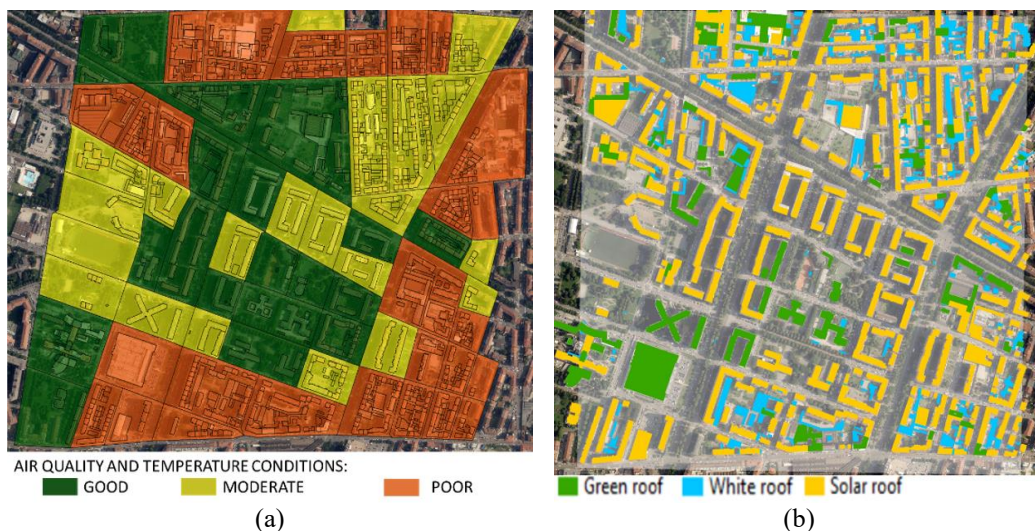 AIR QUALITY AND TEMPERATURE CONDITIONS:
GOOD MODERATE POOR
Green roof White roof Solar roof
(a) (b)